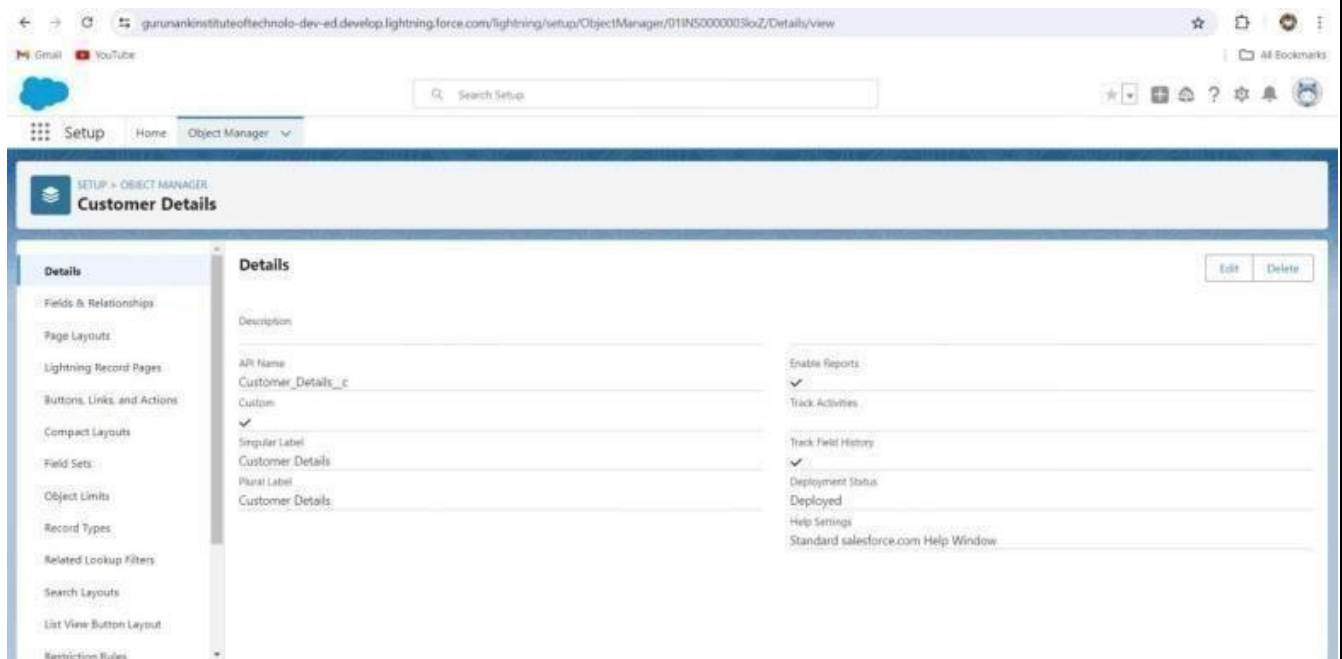 gurunankinstituteoftechnolo-dev-ed.develop.lightning.force.com/lightning/setup/ObjectManager/
Gmail YouTube All Bookmarks
Search Setup
Setup Home Object Manager
SETUP > OBJECT MANAGER
Customer Details
Details
Fields & Relationships
Page Layouts
Lightning Record Pages
Buttons, Links, and Actions
Compact Layouts
Field Sets
Object Limits
Record Types
Related Lookup Filters
Search Layouts
List View Button Layout
Restriction Rules
Details
Edit Delete
Description
API Name
Customer_Details__c
Custom
Singular Label
Customer Details
Plural Label
Customer Details
Enable Reports
Track Activities
Track Field History
Deployment Status
Deployed
Help Settings
Standard salesforce.com Help Window